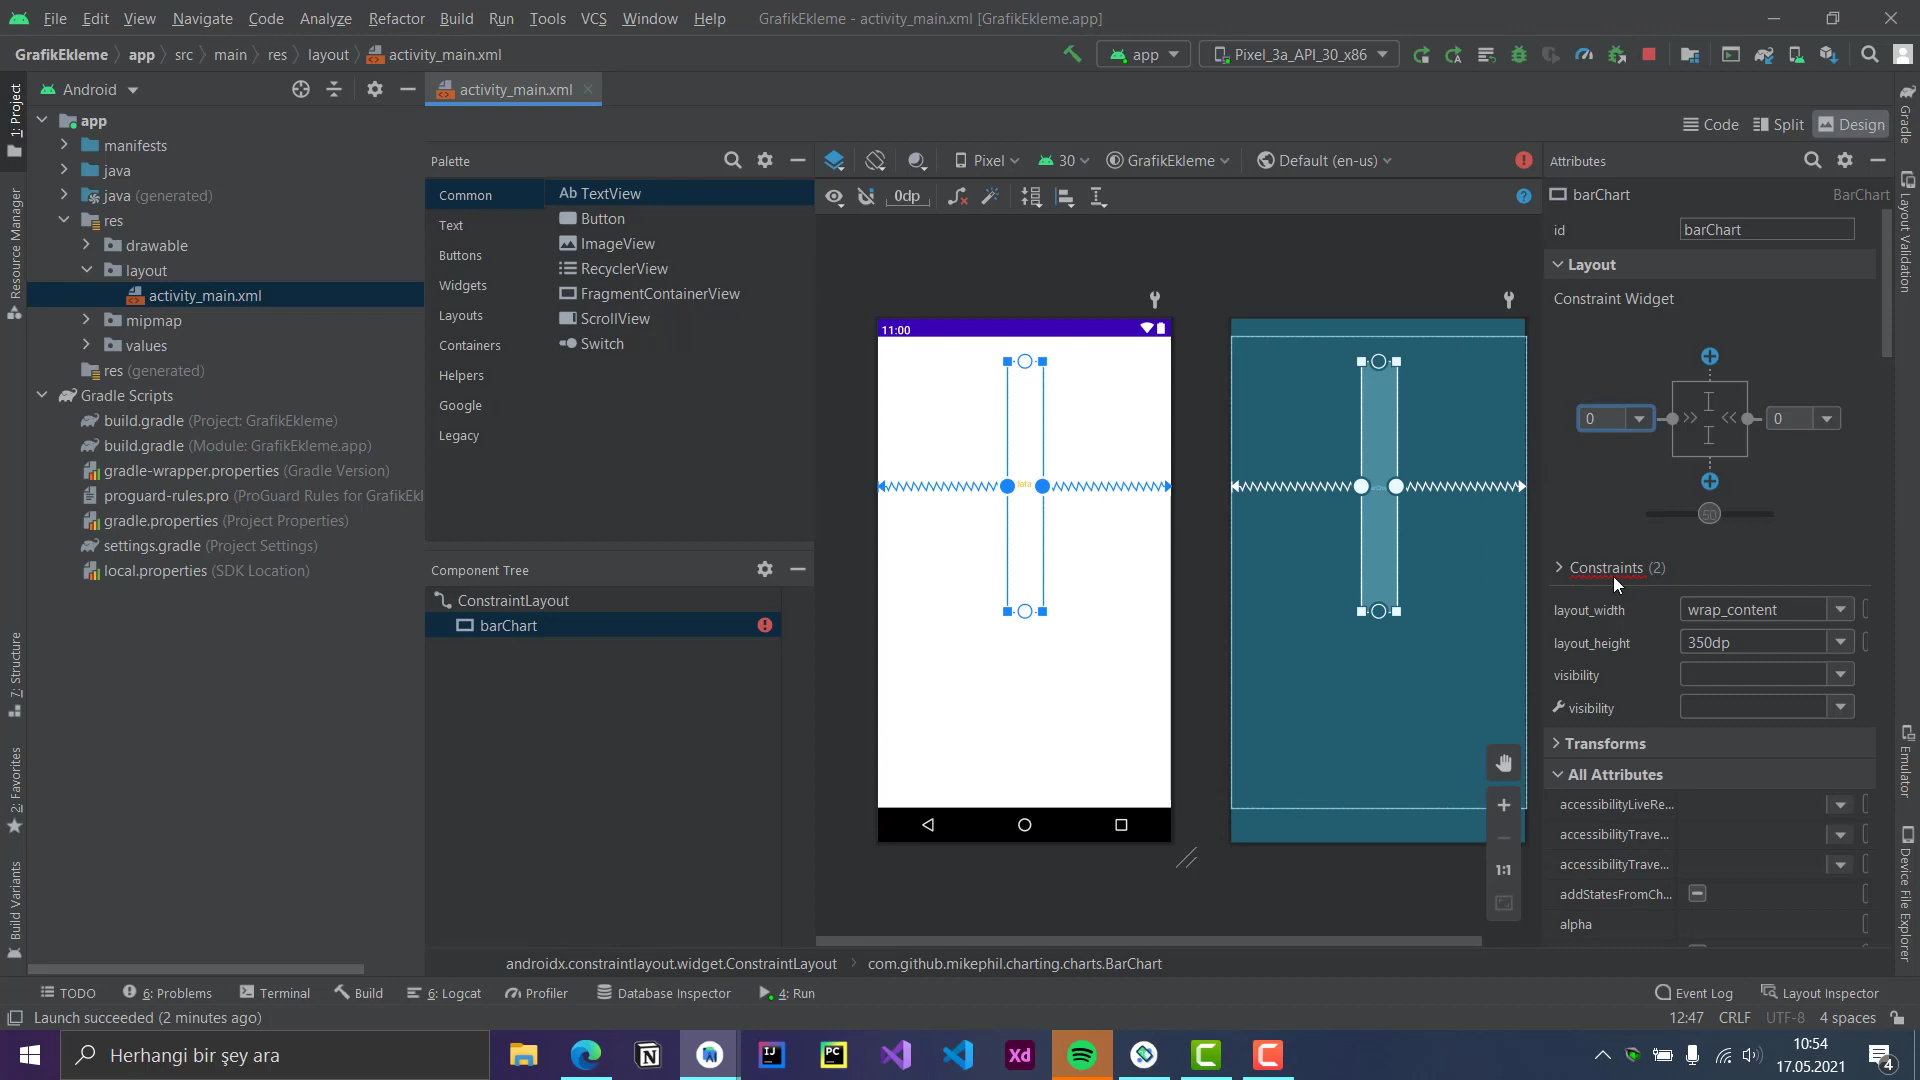 File Edit View Navigate Code Analyze Refactor Build Run Tools VCS Window Help GrafikEkleme - activity_main.xml [GrafikEkleme.app]
GrafikEkleme app src main res layout activity_main.xml app Pixel_3a_API_30_x86
Android
activity_main.xml
Code Split Design
1: Project
Resource Manager
7: Structure
2: Favorites
Build Variants
app
manifests
java
java (generated)
res
drawable
layout
activity_main.xml
mipmap
values
res (generated)
Gradle Scripts
build.gradle (Project: GrafikEkleme)
build.gradle (Module: GrafikEkleme.app)
gradle-wrapper.properties (Gradle Version)
proguard-rules.pro (ProGuard Rules for GrafikEkl
gradle.properties (Project Properties)
settings.gradle (Project Settings)
local.properties (SDK Location)
Palette
Common
Text
Buttons
Widgets
Layouts
Containers
Helpers
Google
Legacy
Ab TextView
Button
ImageView
RecyclerView
FragmentContainerView
ScrollView
Switch
Component Tree
ConstraintLayout
barChart
Pixel 30 GrafikEkleme Default (en-us)
0dp
11:00
1:1
Attributes
barChart BarChart
id barChart
Layout
Constraint Widget
0 0
50
Constraints (2)
layout_width wrap_content
layout_height 350dp
visibility
visibility
Transforms
All Attributes
accessibilityLiveRe...
accessibilityTrave...
accessibilityTrave...
addStatesFromCh...
alpha
Gradle
Layout Validation
Emulator
Device File Explorer
androidx.constraintlayout.widget.ConstraintLayout com.github.mikephil.charting.charts.BarChart
TODO 6: Problems Terminal Build 6: Logcat Profiler Database Inspector 4: Run Event Log Layout Inspector
Launch succeeded (2 minutes ago) 12:47 CRLF UTF-8 4 spaces
Herhangi bir şey ara
IJ PC Xd
10:54
17.05.2021
4